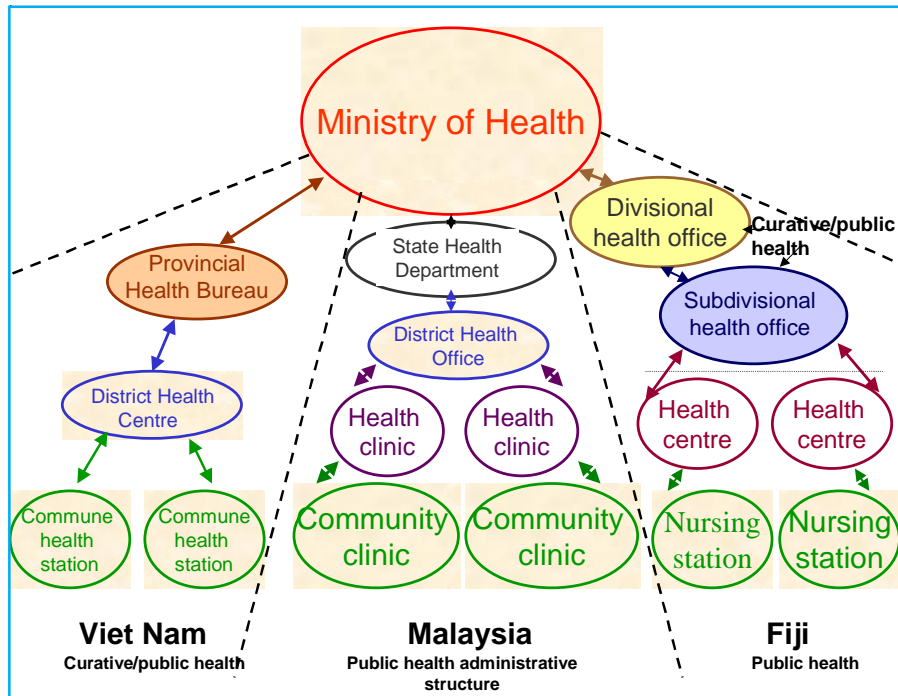 Ministry of Health
Provincial
Health Bureau
District Health
Centre
Commune
health
station
Commune
health
station
Viet Nam
Curative/public health
State Health
Department
District Health
Office
Health
clinic
Health
clinic
Community
clinic
Community
clinic
Malaysia
Public health administrative
structure
Divisional
health office
Curative/public
health
Subdivisional
health office
Health
centre
Health
centre
Nursing
station
Nursing
station
Fiji
Public health